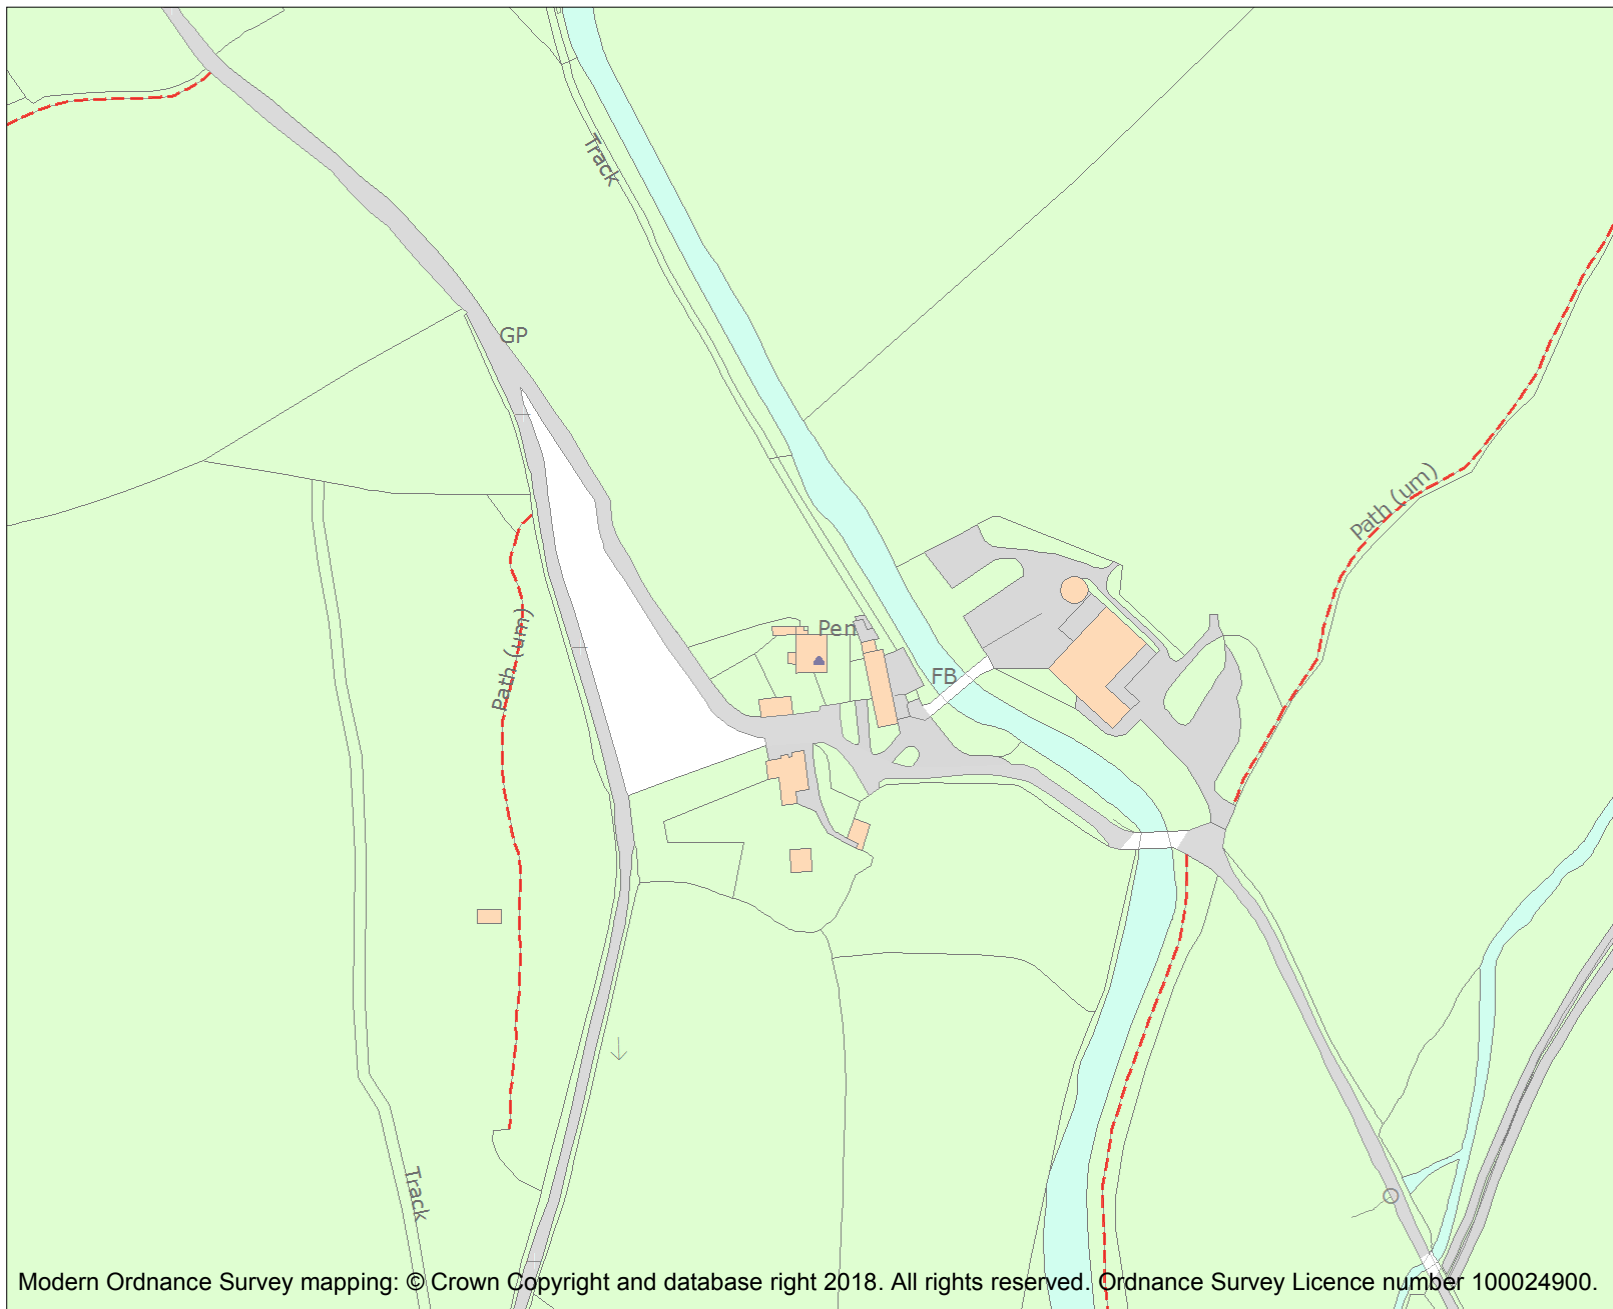 Track
GP
Path (um)
Path (um)
Pen
FB
Track
Modern Ordnance Survey mapping: © Crown Copyright and database right 2018. All rights reserved. Ordnance Survey Licence number 100024900.